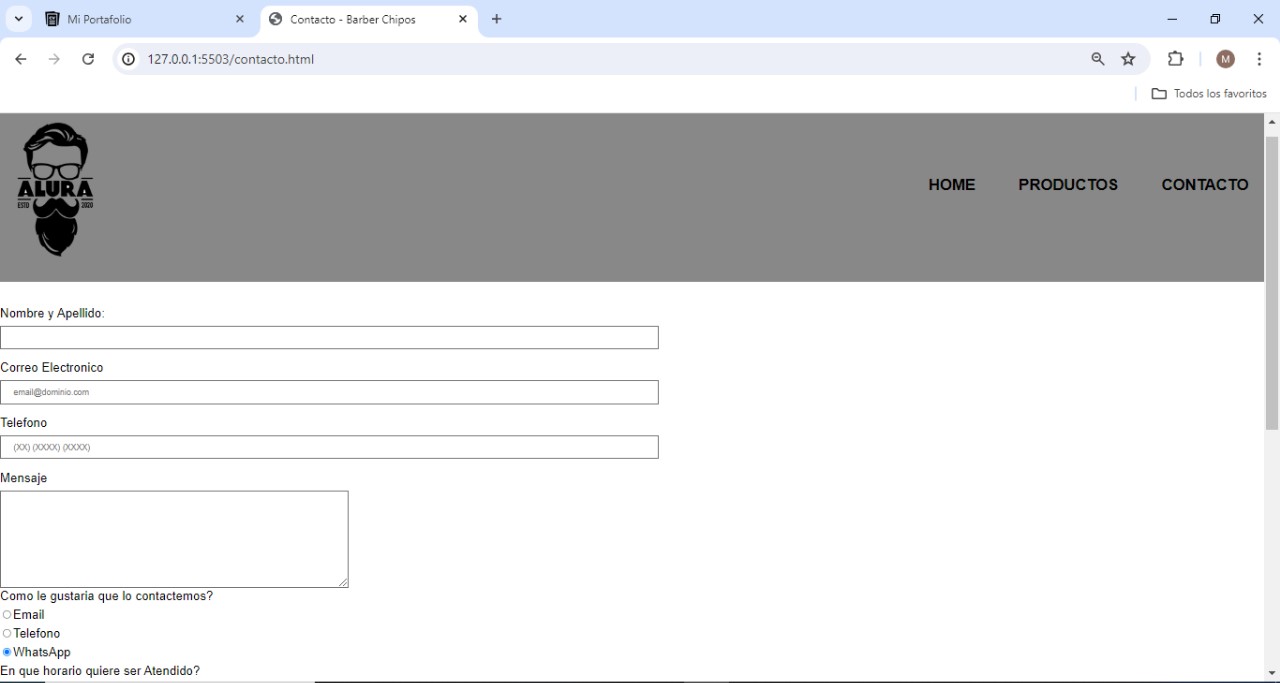 Mi Portafolio
Contacto - Barber Chipos
127.0.0.1:5503/contacto.html
M
Todos los favoritos
ALURA
ESTD 2020
HOME PRODUCTOS CONTACTO
Nombre y Apellido:
Correo Electronico
email@dominio.com
Telefono
(XX) (XXXX) (XXXX)
Mensaje
Como le gustaria que lo contactemos?
Email
Telefono
WhatsApp
En que horario quiere ser Atendido?